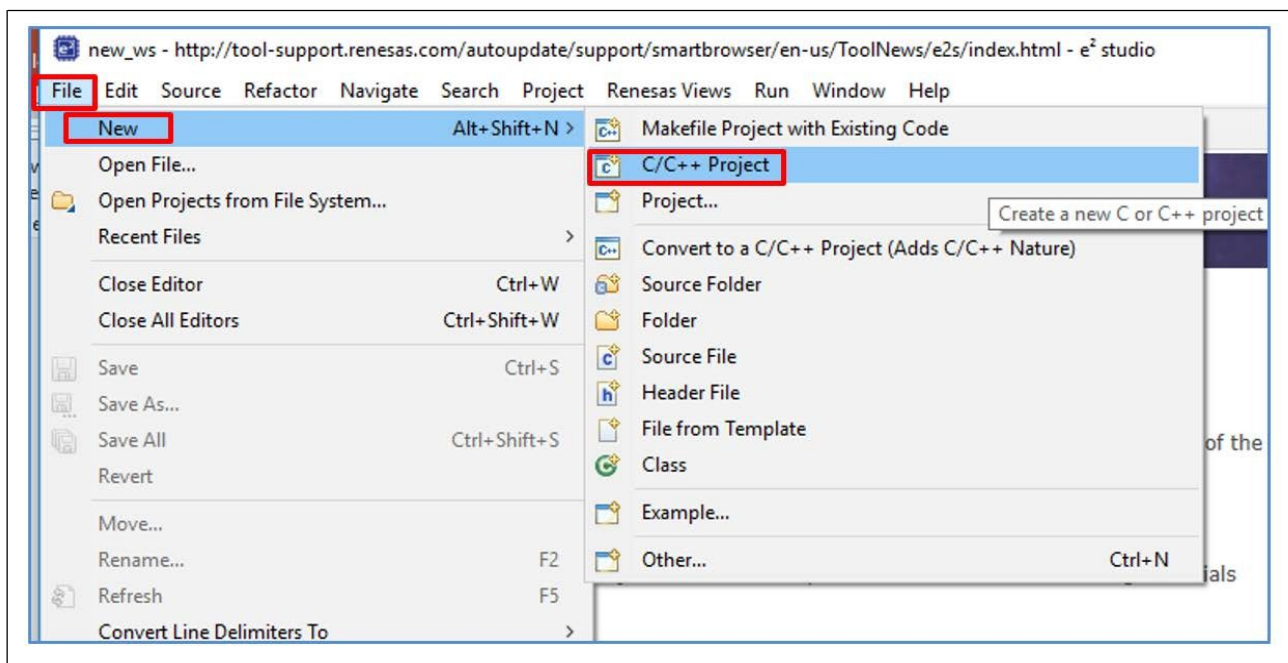 new_ws - http://tool-support.renesas.com/autoupdate/support/smartbrowser/en-us/ToolNews/e2s/index.html - e² studio
File Edit Source Refactor Navigate Search Project Renesas Views Run Window Help
New Alt+Shift+N >
Open File...
Open Projects from File System...
Recent Files >
Close Editor Ctrl+W
Close All Editors Ctrl+Shift+W
Save Ctrl+S
Save As...
Save All Ctrl+Shift+S
Revert
Move...
Rename... F2
Refresh F5
Convert Line Delimiters To >
Makefile Project with Existing Code
C/C++ Project
Project...
Create a new C or C++ project
Convert to a C/C++ Project (Adds C/C++ Nature)
Source Folder
Folder
Source File
Header File
File from Template
Class
Example...
Other... Ctrl+N
of the
ials